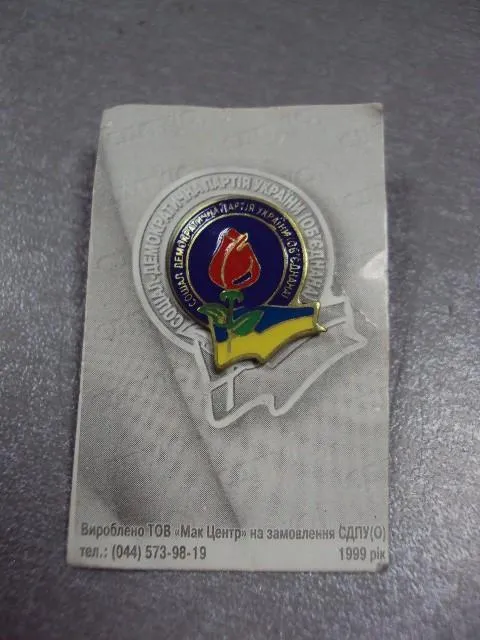 СОЦІАЛ-ДЕМОКРАТИЧНА ПАРТІЯ УКРАЇНИ (ОБ'ЄДНАНА)
СОЦІАЛ ДЕМОКРАТИЧНА ПАРТІЯ УКРАЇНИ (ОБ'ЄДНАНА)
Вироблено ТОВ «Мак Центр» на замовлення СДПУ(О)
тел.: (044) 573-98-19 1999 рік